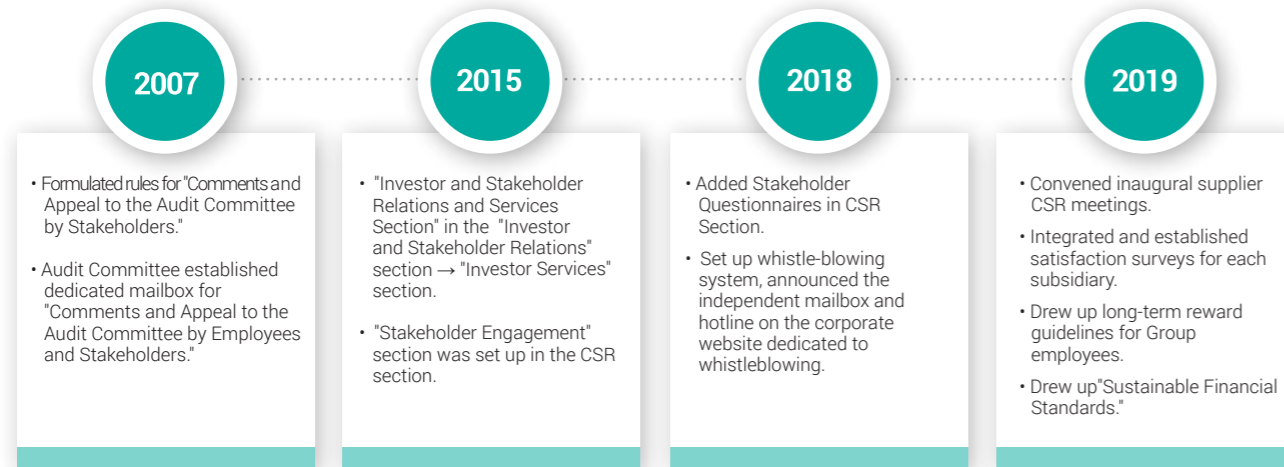 2007
• Formulated rules for "Comments and
Appeal to the Audit Committee
by Stakeholders."
• Audit Committee established
dedicated mailbox for
"Comments and Appeal to the
Audit Committee by Employees
and Stakeholders."
2015
• "Investor and Stakeholder
Relations and Services
Section" in the "Investor
and Stakeholder Relations"
section → "Investor Services"
section.
• "Stakeholder Engagement"
section was set up in the CSR
section.
2018
• Added Stakeholder
Questionnaires in CSR
Section.
• Set up whistle-blowing
system, announced the
independent mailbox and
hotline on the corporate
website dedicated to
whistleblowing.
2019
• Convened inaugural supplier
CSR meetings.
• Integrated and established
satisfaction surveys for each
subsidiary.
• Drew up long-term reward
guidelines for Group
employees.
• Drew up"Sustainable Financial
Standards."